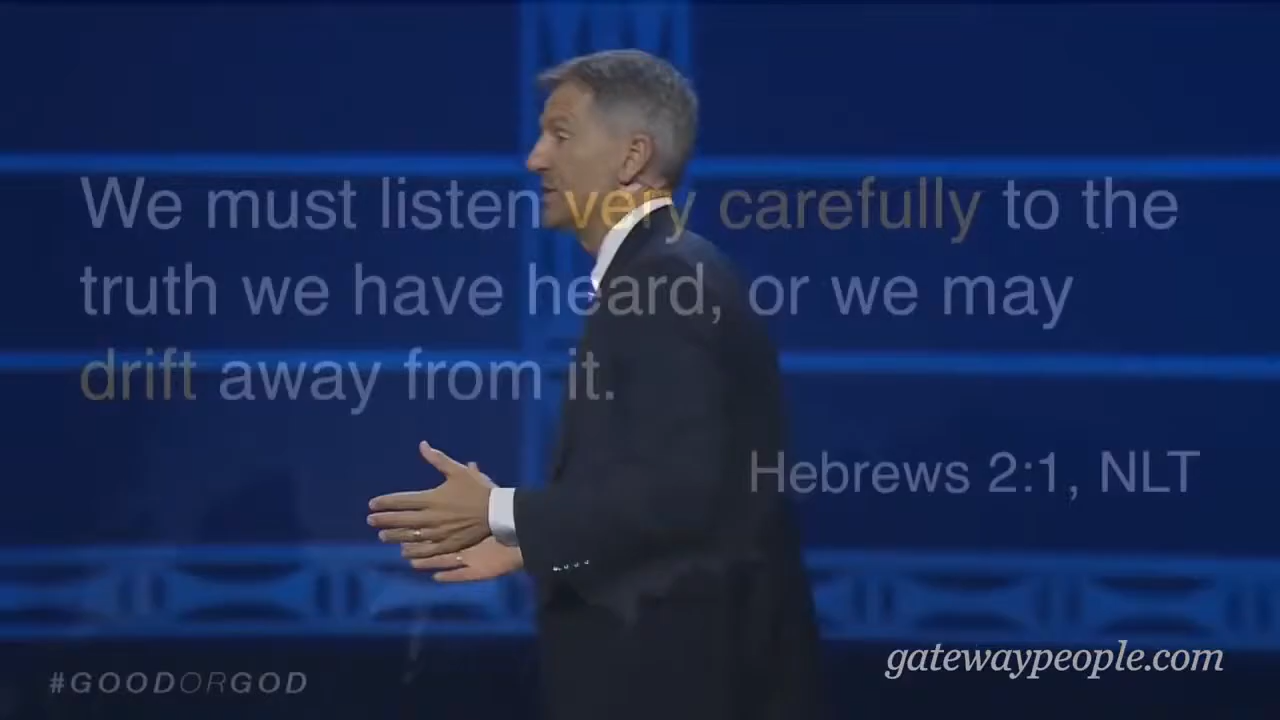 We must listen very carefully to the
truth we have heard, or we may
drift away from it.
Hebrews 2:1, NLT
#GOODORGOD
gatewaypeople.com